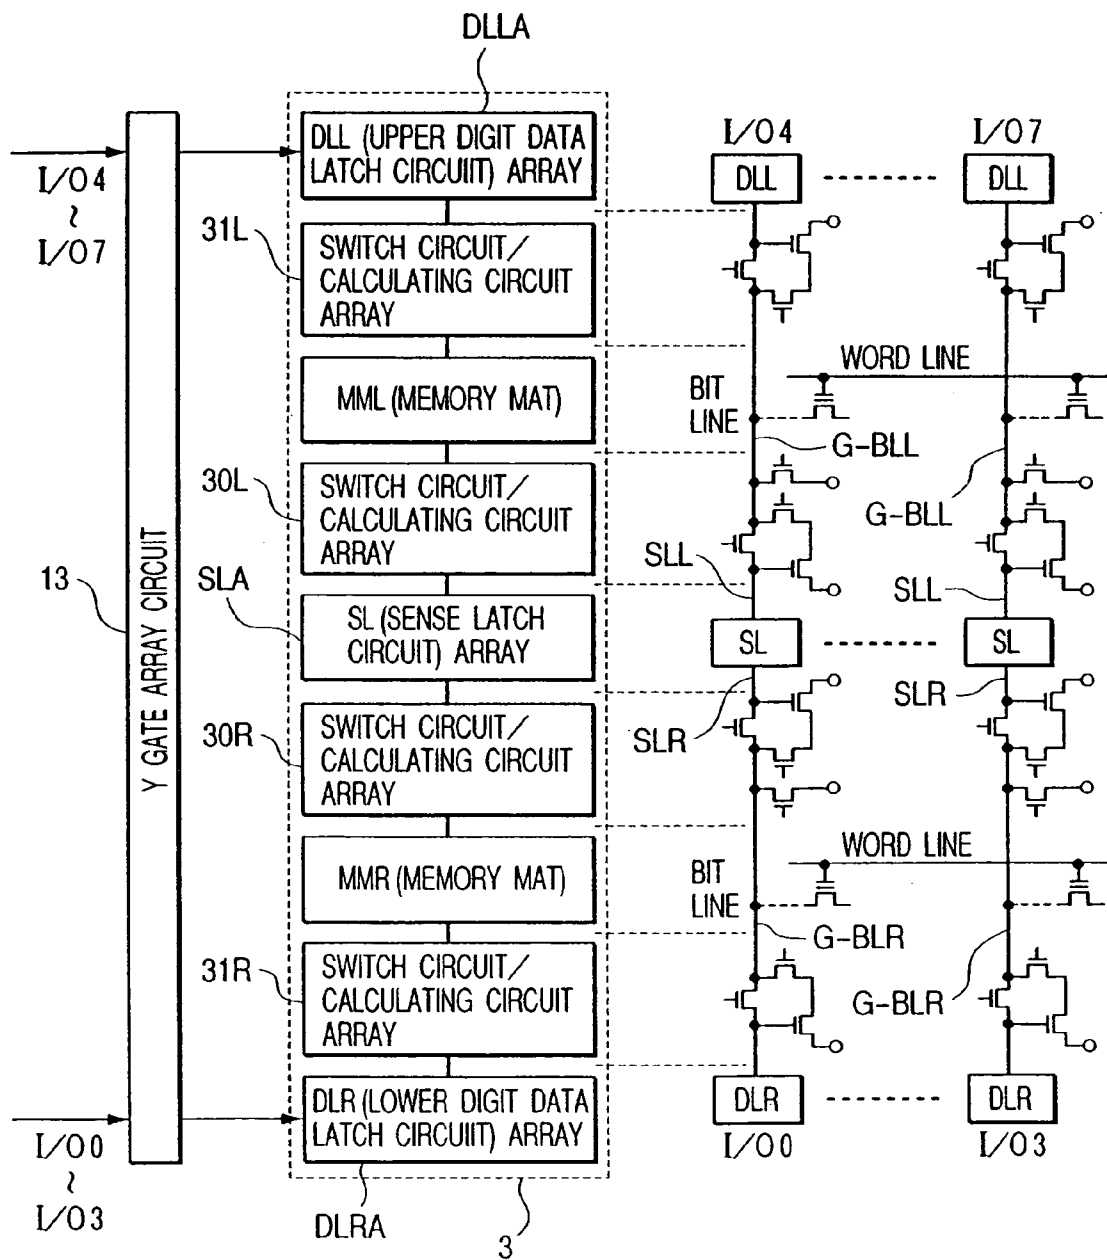 DLLA
I/O4
~
I/O7
13
Y GATE ARRAY CIRCUIT
DLL (UPPER DIGIT DATA
LATCH CIRCUIIT) ARRAY
31L
SWITCH CIRCUIT/
CALCULATING CIRCUIT
ARRAY
MML (MEMORY MAT)
30L
SWITCH CIRCUIT/
CALCULATING CIRCUIT
ARRAY
SLA
SL (SENSE LATCH
CIRCUIT) ARRAY
30R
SWITCH CIRCUIT/
CALCULATING CIRCUIT
ARRAY
MMR (MEMORY MAT)
31R
SWITCH CIRCUIT/
CALCULATING CIRCUIT
ARRAY
DLR (LOWER DIGIT DATA
LATCH CIRCUIIT) ARRAY
I/O0
~
I/O3
DLRA
3
I/O4
I/O7
DLL
DLL
WORD LINE
BIT
LINE
G-BLL
G-BLL
SLL
SLL
SL
SL
SLR
SLR
WORD LINE
BIT
LINE
G-BLR
G-BLR
DLR
DLR
I/O0
I/O3